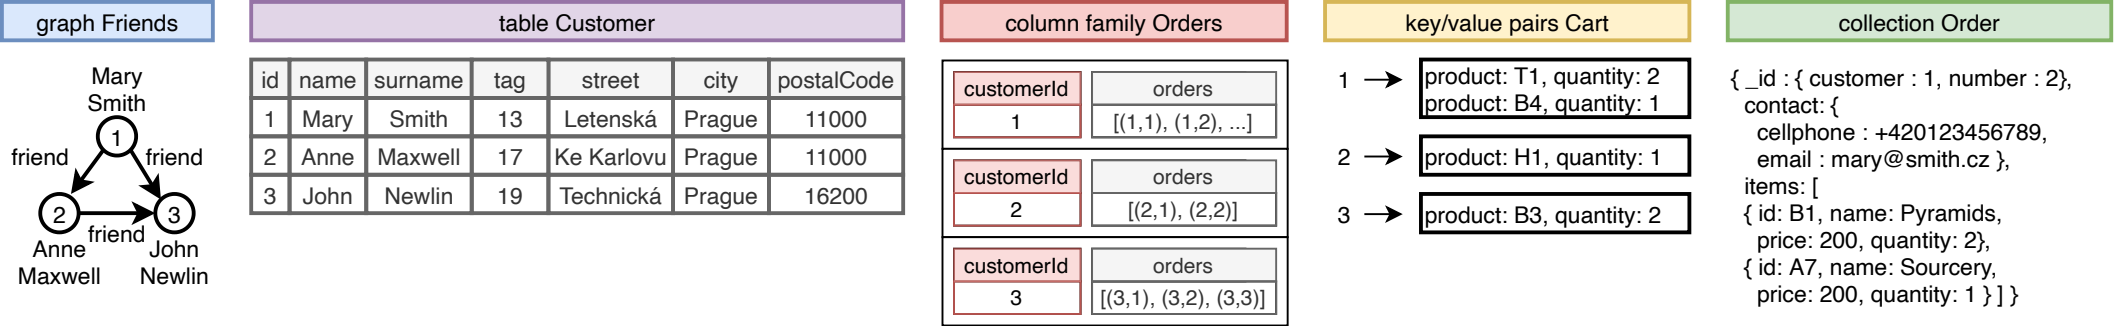 graph Friends
Mary
Smith
1
friend
friend
2
friend
3
Anne
Maxwell
John
Newlin
table Customer
id name surname tag street city postalCode
1 Mary Smith 13 Letenská Prague 11000
2 Anne Maxwell 17 Ke Karlovu Prague 11000
3 John Newlin 19 Technická Prague 16200
column family Orders
customerId orders
1 [(1,1), (1,2), ...]
customerId orders
2 [(2,1), (2,2)]
customerId orders
3 [(3,1), (3,2), (3,3)]
key/value pairs Cart
1 product: T1, quantity: 2
product: B4, quantity: 1
2 product: H1, quantity: 1
3 product: B3, quantity: 2
collection Order
{ _id : { customer : 1, number : 2},
contact: {
cellphone : +420123456789,
email : mary@smith.cz },
items: [
{ id: B1, name: Pyramids,
price: 200, quantity: 2},
{ id: A7, name: Sourcery,
price: 200, quantity: 1 } ] }